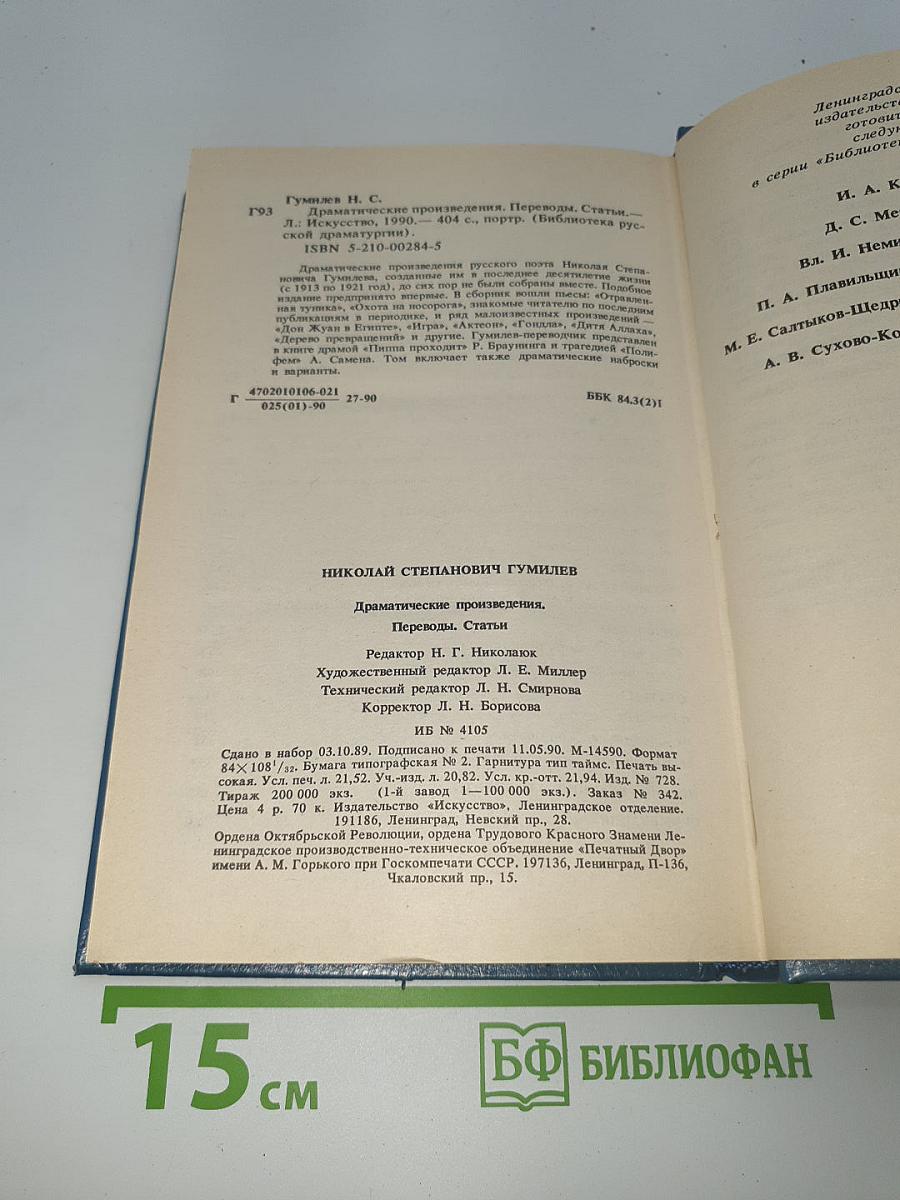 Гумилев Н. С.
Г93 Драматические произведения. Переводы. Статьи.—
Л.: Искусство, 1990.— 404 с., портр. (Библиотека рус-
ской драматургии).
ISBN 5-210-00284-5
Драматические произведения русского поэта Николая Степа-
новича Гумилева, созданные им в последнее десятилетие жизни
(с 1913 по 1921 год), до сих пор не были собраны вместе. Подобное
издание предпринято впервые. В сборник вошли пьесы: «Отравлен-
ная туника», «Охота на носорога», знакомые читателю по последним
публикациям в периодике, и ряд малоизвестных произведений —
«Дон Жуан в Египте», «Игра», «Актеон», «Гондла», «Дитя Аллаха»,
«Дерево превращений» и другие. Гумилев-переводчик представлен
в книге драмой «Пиппа проходит» Р. Браунинга и трагедией «Поли-
фем» А. Самена. Том включает также драматические наброски
и варианты.
Г 4702010106-021 / 025(01)-90 27-90 ББК 84.3(2)1
НИКОЛАЙ СТЕПАНОВИЧ ГУМИЛЕВ
Драматические произведения.
Переводы. Статьи
Редактор Н. Г. Николаюк
Художественный редактор Л. Е. Миллер
Технический редактор Л. Н. Смирнова
Корректор Л. Н. Борисова
ИБ № 4105
Сдано в набор 03.10.89. Подписано к печати 11.05.90. М-14590. Формат
84×108 1/32. Бумага типографская № 2. Гарнитура тип таймс. Печать вы-
сокая. Усл. печ. л. 21,52. Уч.-изд. л. 20,82. Усл. кр.-отт. 21,94. Изд. № 728.
Тираж 200 000 экз. (1-й завод 1—100 000 экз.). Заказ № 342.
Цена 4 р. 70 к. Издательство «Искусство», Ленинградское отделение.
191186, Ленинград, Невский пр., 28.
Ордена Октябрьской Революции, ордена Трудового Красного Знамени Ле-
нинградское производственно-техническое объединение «Печатный Двор»
имени А. М. Горького при Госкомпечати СССР. 197136, Ленинград, П-136,
Чкаловский пр., 15.
Ленинградс
издательств
готовит
следую
в серии «Библиотек
И. А. К
Д. С. Ме
Вл. И. Неми
П. А. Плавильщик
М. Е. Салтыков-Щедри
А. В. Сухово-Ко
15 см
БФ БИБЛИОФАН